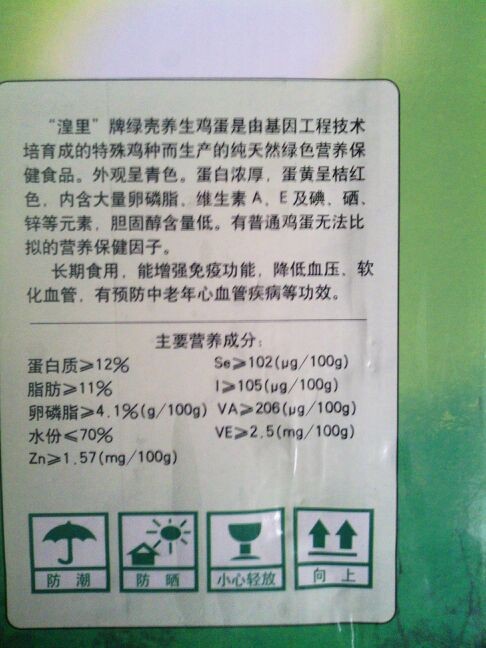 “湟里”牌绿壳养生鸡蛋是由基因工程技术
培育成的特殊鸡种而生产的纯天然绿色营养保
健食品。外观呈青色。蛋白浓厚，蛋黄呈桔红
色，内含大量卵磷脂、维生素A、E及碘、硒、
锌等元素，胆固醇含量低。有普通鸡蛋无法比
拟的营养保健因子。
长期食用，能增强免疫功能，降低血压、软
化血管，有预防中老年心血管疾病等功效。
主要营养成分：
蛋白质≥12% Se≥102(μg/100g)
脂肪≥11% I≥105(μg/100g)
卵磷脂≥4.1%(g/100g) VA≥206(μg/100g)
水份≤70% VE≥2.5(mg/100g)
Zn≥1.57(mg/100g)
防潮 防晒 小心轻放 向上